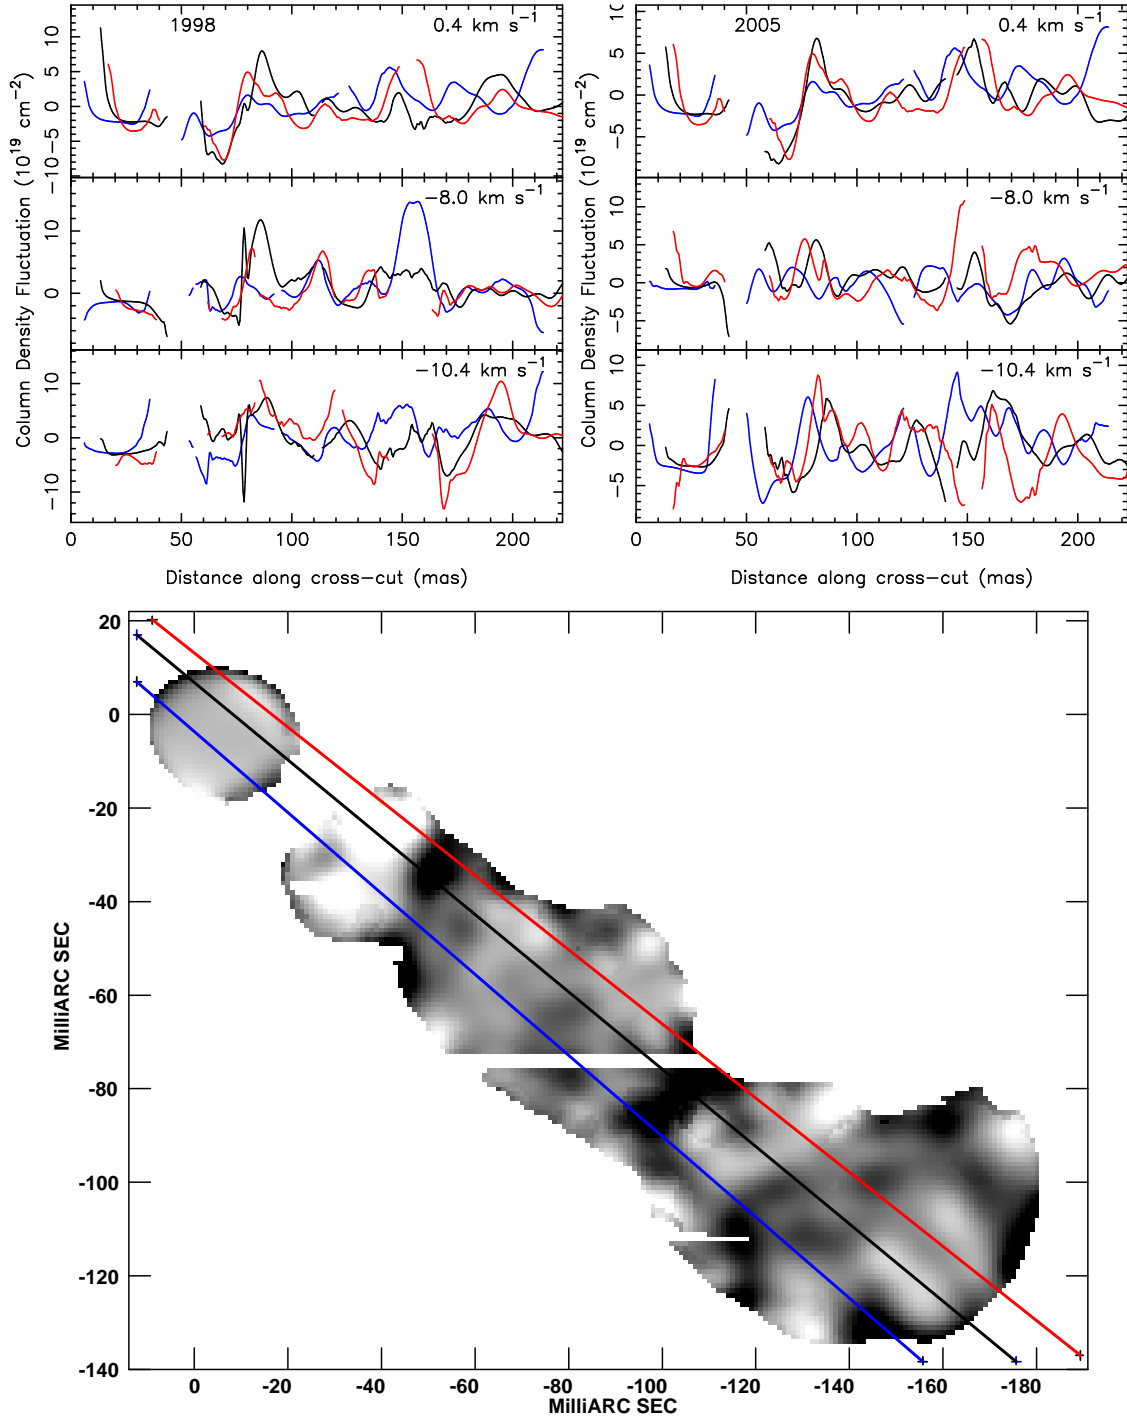 1998
0.4 km s⁻¹
10
5
0
−5
−10
−8.0 km s⁻¹
10
0
−10
−10.4 km s⁻¹
10
0
−10
Column Density Fluctuation (10¹⁹ cm⁻²)
0 50 100 150 200
Distance along cross−cut (mas)
2005
0.4 km s⁻¹
10
5
0
−5
−8.0 km s⁻¹
10
5
0
−5
−10.4 km s⁻¹
10
5
0
−5
Column Density Fluctuation (10¹⁹ cm⁻²)
0 50 100 150 200
Distance along cross−cut (mas)
20
0
-20
-40
-60
-80
-100
-120
-140
MilliARC SEC
0 -20 -40 -60 -80 -100 -120 -140 -160 -180
MilliARC SEC